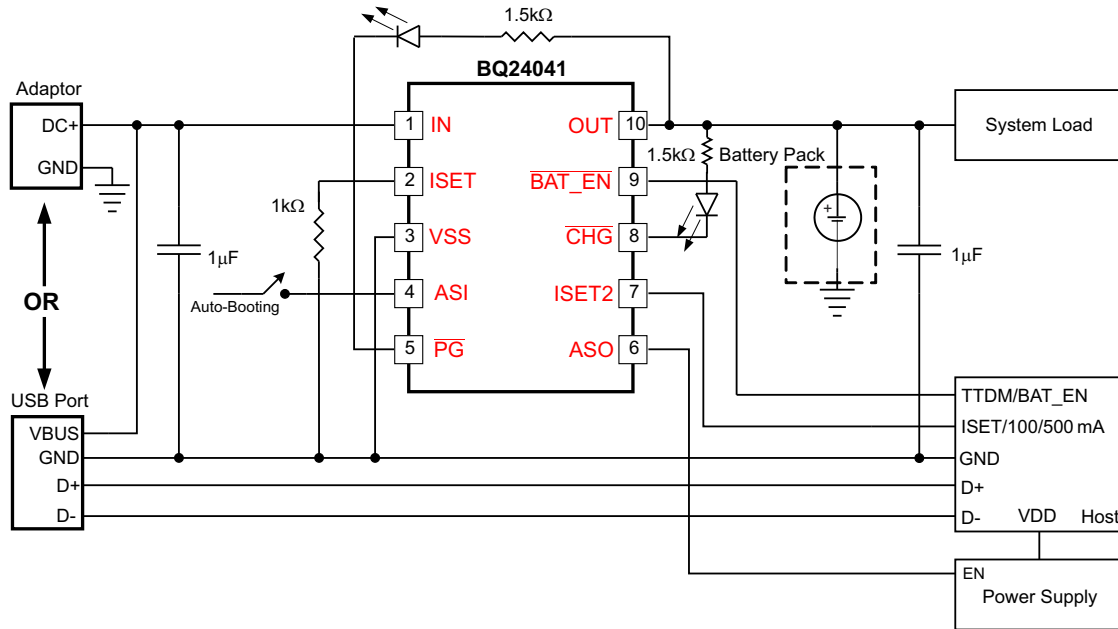 1.5kΩ
BQ24041
Adaptor
DC+
GND
1 IN
OUT 10
System Load
1.5kΩ
Battery Pack
2 ISET
BAT_EN 9
+
1kΩ
3 VSS
CHG 8
1μF
1μF
OR
Auto-Booting
4 ASI
ISET2 7
5 PG
ASO 6
USB Port
VBUS
GND
D+
D-
TTDM/BAT_EN
ISET/100/500 mA
GND
D+
D-
VDD
Host
EN
Power Supply